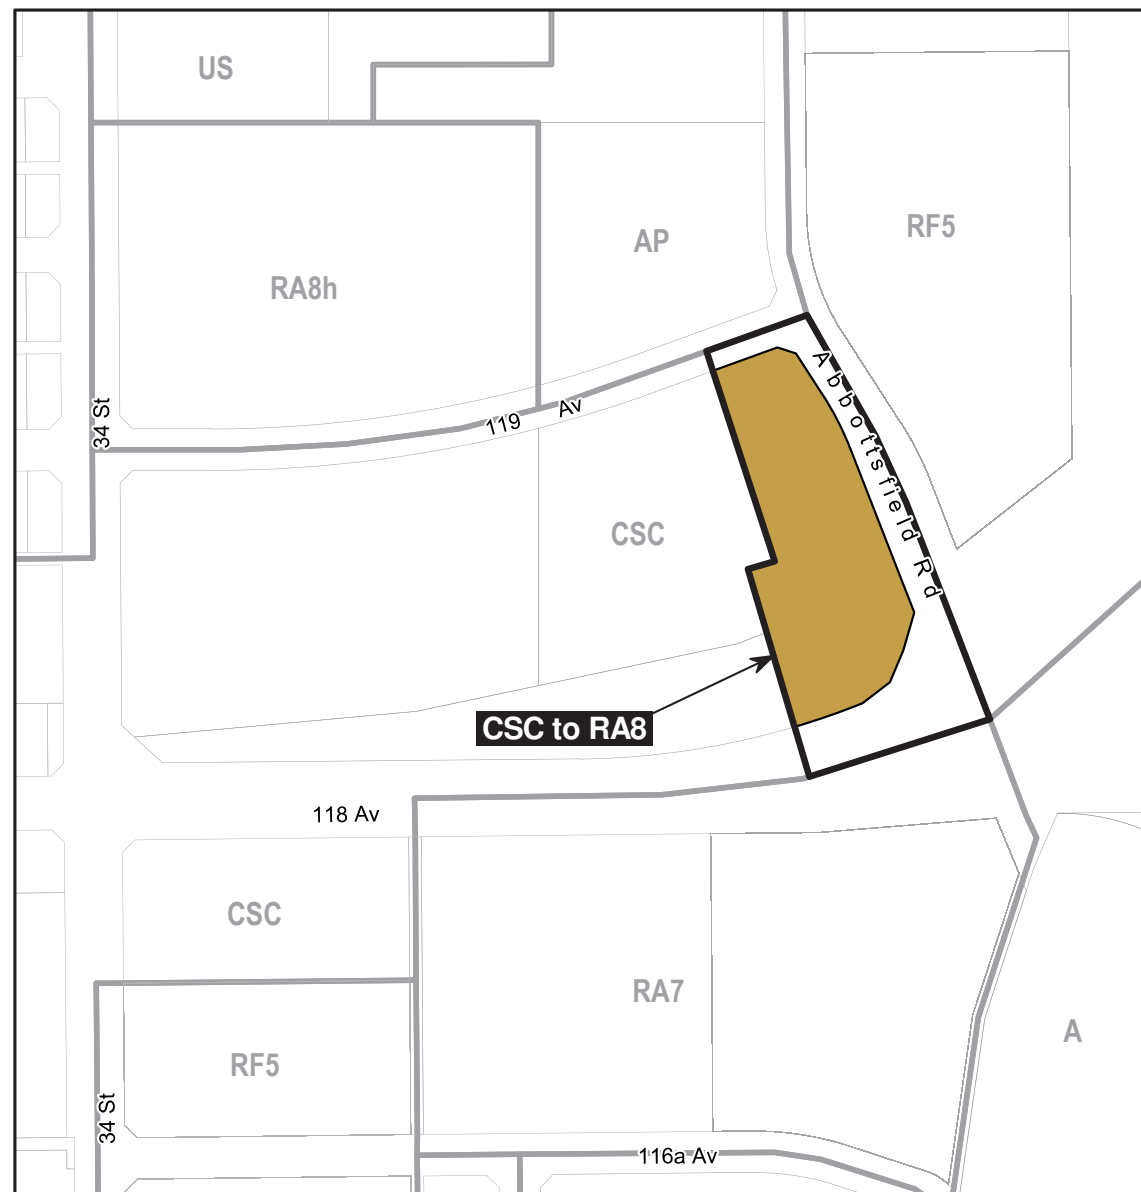 US
RF5
AP
RA8h
Abbottsfield Rd
34 St
119 Av
CSC
CSC to RA8
118 Av
CSC
RA7
A
RF5
34 St
116a Av